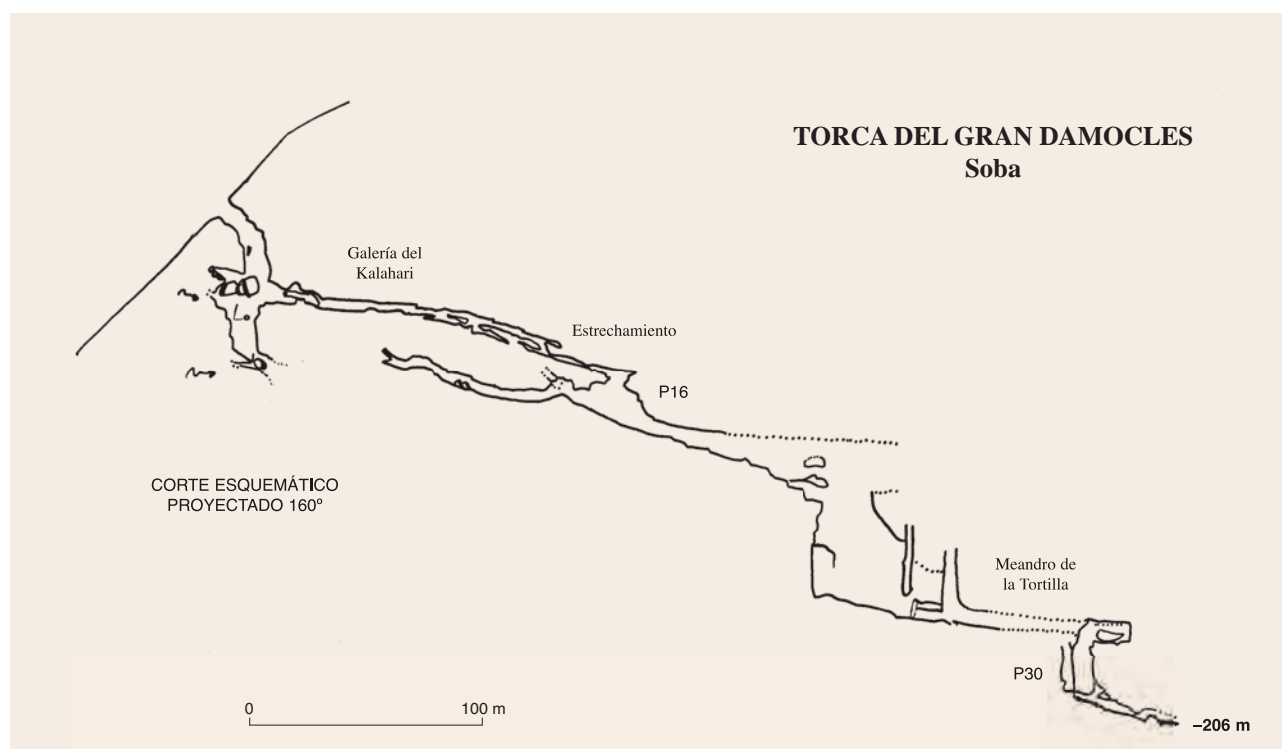 TORCA DEL GRAN DAMOCLES
Soba
Galería del
Kalahari
Estrechamiento
P16
CORTE ESQUEMÁTICO
PROYECTADO 160º
Meandro de
la Tortilla
P30
0
100 m
–206 m